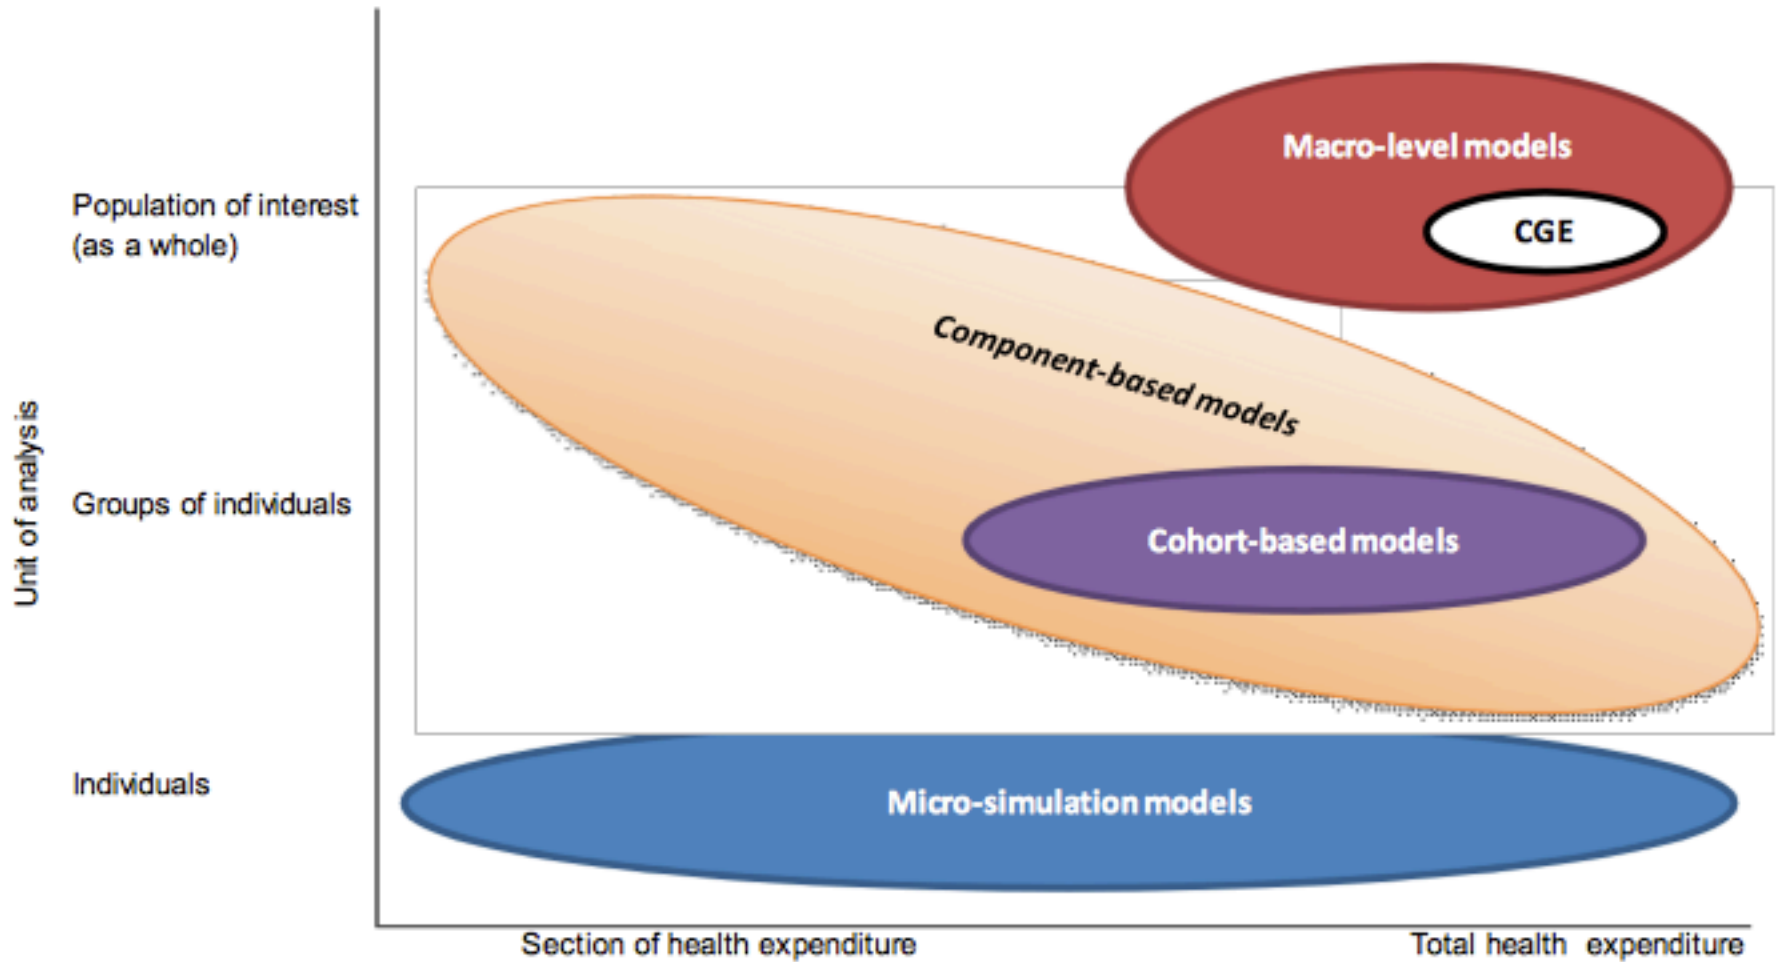 Macro-level models
Population of interest
(as a whole)
CGE
Component-based models
Unit of analysis
Groups of individuals
Cohort-based models
Individuals
Micro-simulation models
Section of health expenditure
Total health expenditure